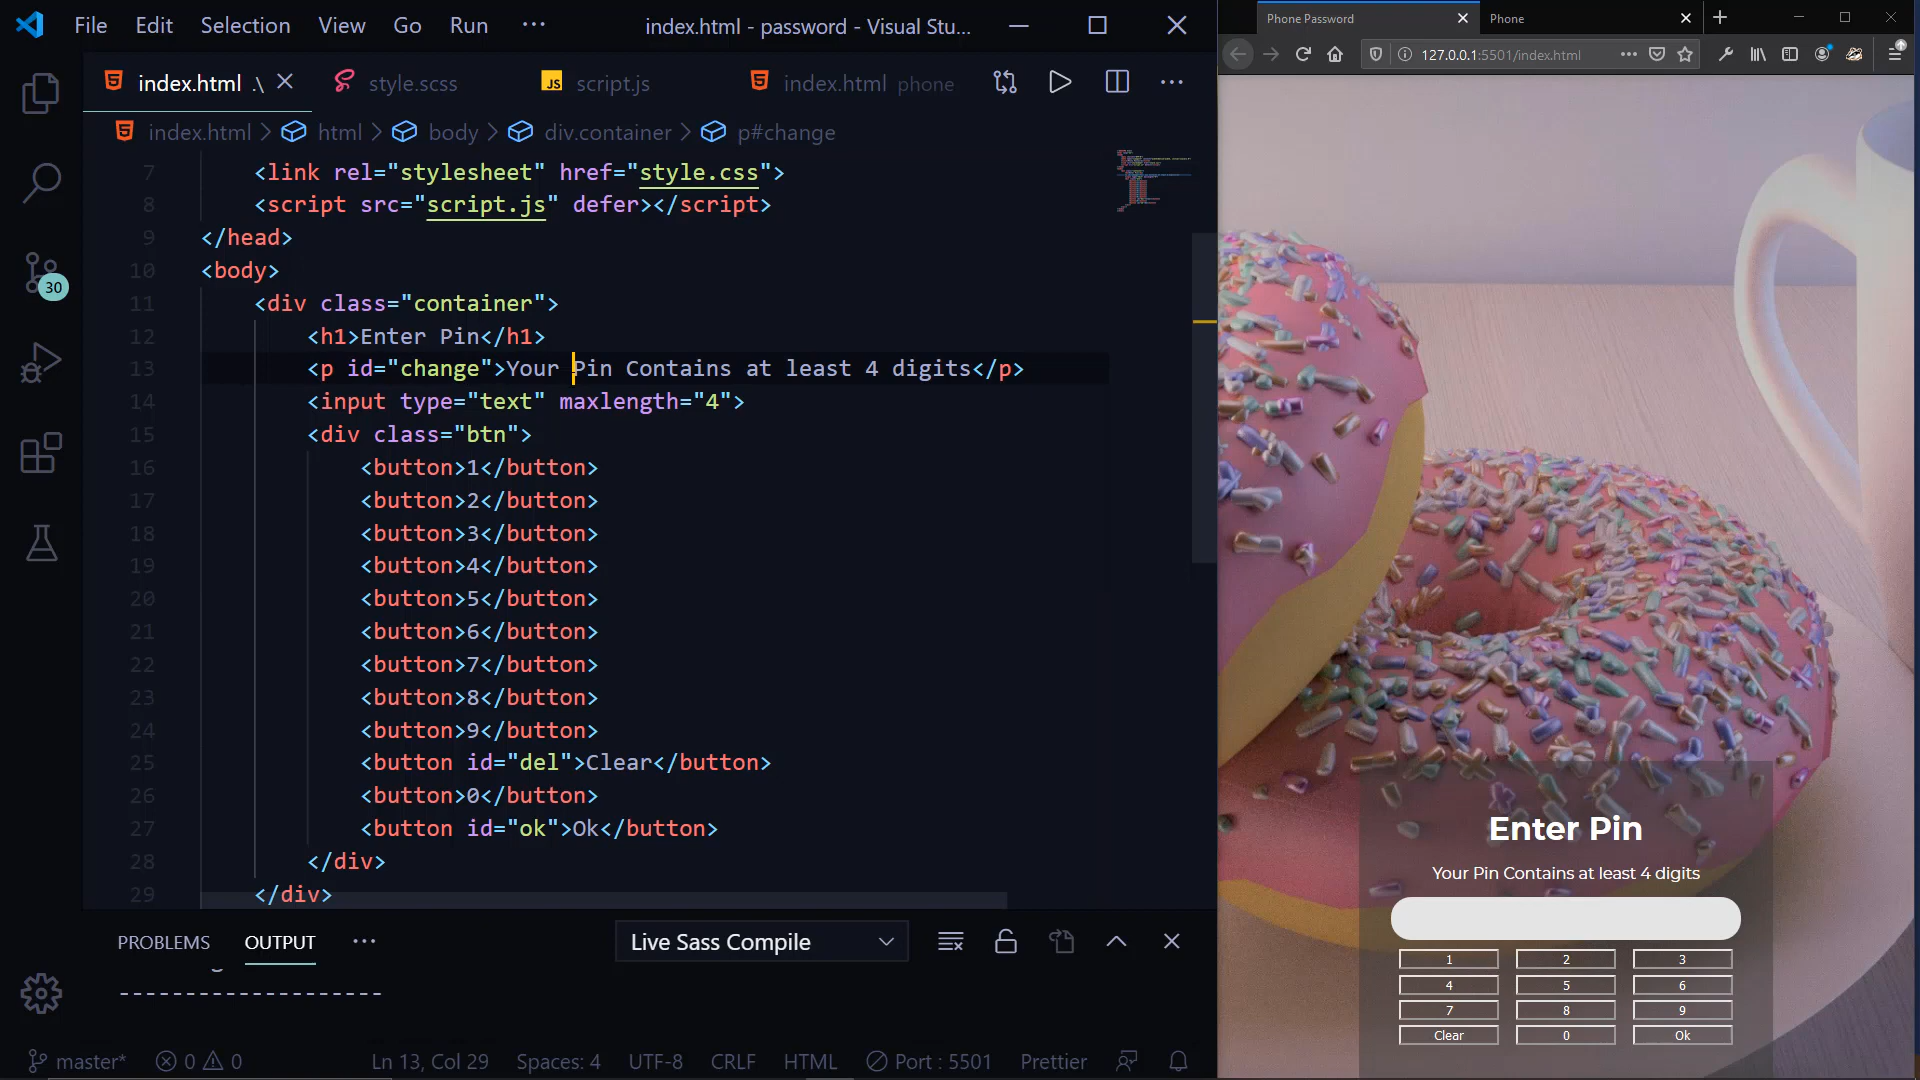 File Edit Selection View Go Run ··· index.html - password - Visual Stu...
index.html .\ style.scss JS script.js index.html phone ···
index.html > html > body > div.container > p#change
7 <link rel="stylesheet" href="style.css">
8 <script src="script.js" defer></script>
9 </head>
10 <body>
11 <div class="container">
12 <h1>Enter Pin</h1>
13 <p id="change">Your Pin Contains at least 4 digits</p>
14 <input type="text" maxlength="4">
15 <div class="btn">
16 <button>1</button>
17 <button>2</button>
18 <button>3</button>
19 <button>4</button>
20 <button>5</button>
21 <button>6</button>
22 <button>7</button>
23 <button>8</button>
24 <button>9</button>
25 <button id="del">Clear</button>
26 <button>0</button>
27 <button id="ok">Ok</button>
28 </div>
29 </div>
30
PROBLEMS OUTPUT ··· Live Sass Compile
--------------------
master* 0 0 Ln 13, Col 29 Spaces: 4 UTF-8 CRLF HTML Port : 5501 Prettier
Phone Password Phone
127.0.0.1:5501/index.html
Enter Pin
Your Pin Contains at least 4 digits
1 2 3
4 5 6
7 8 9
Clear 0 Ok